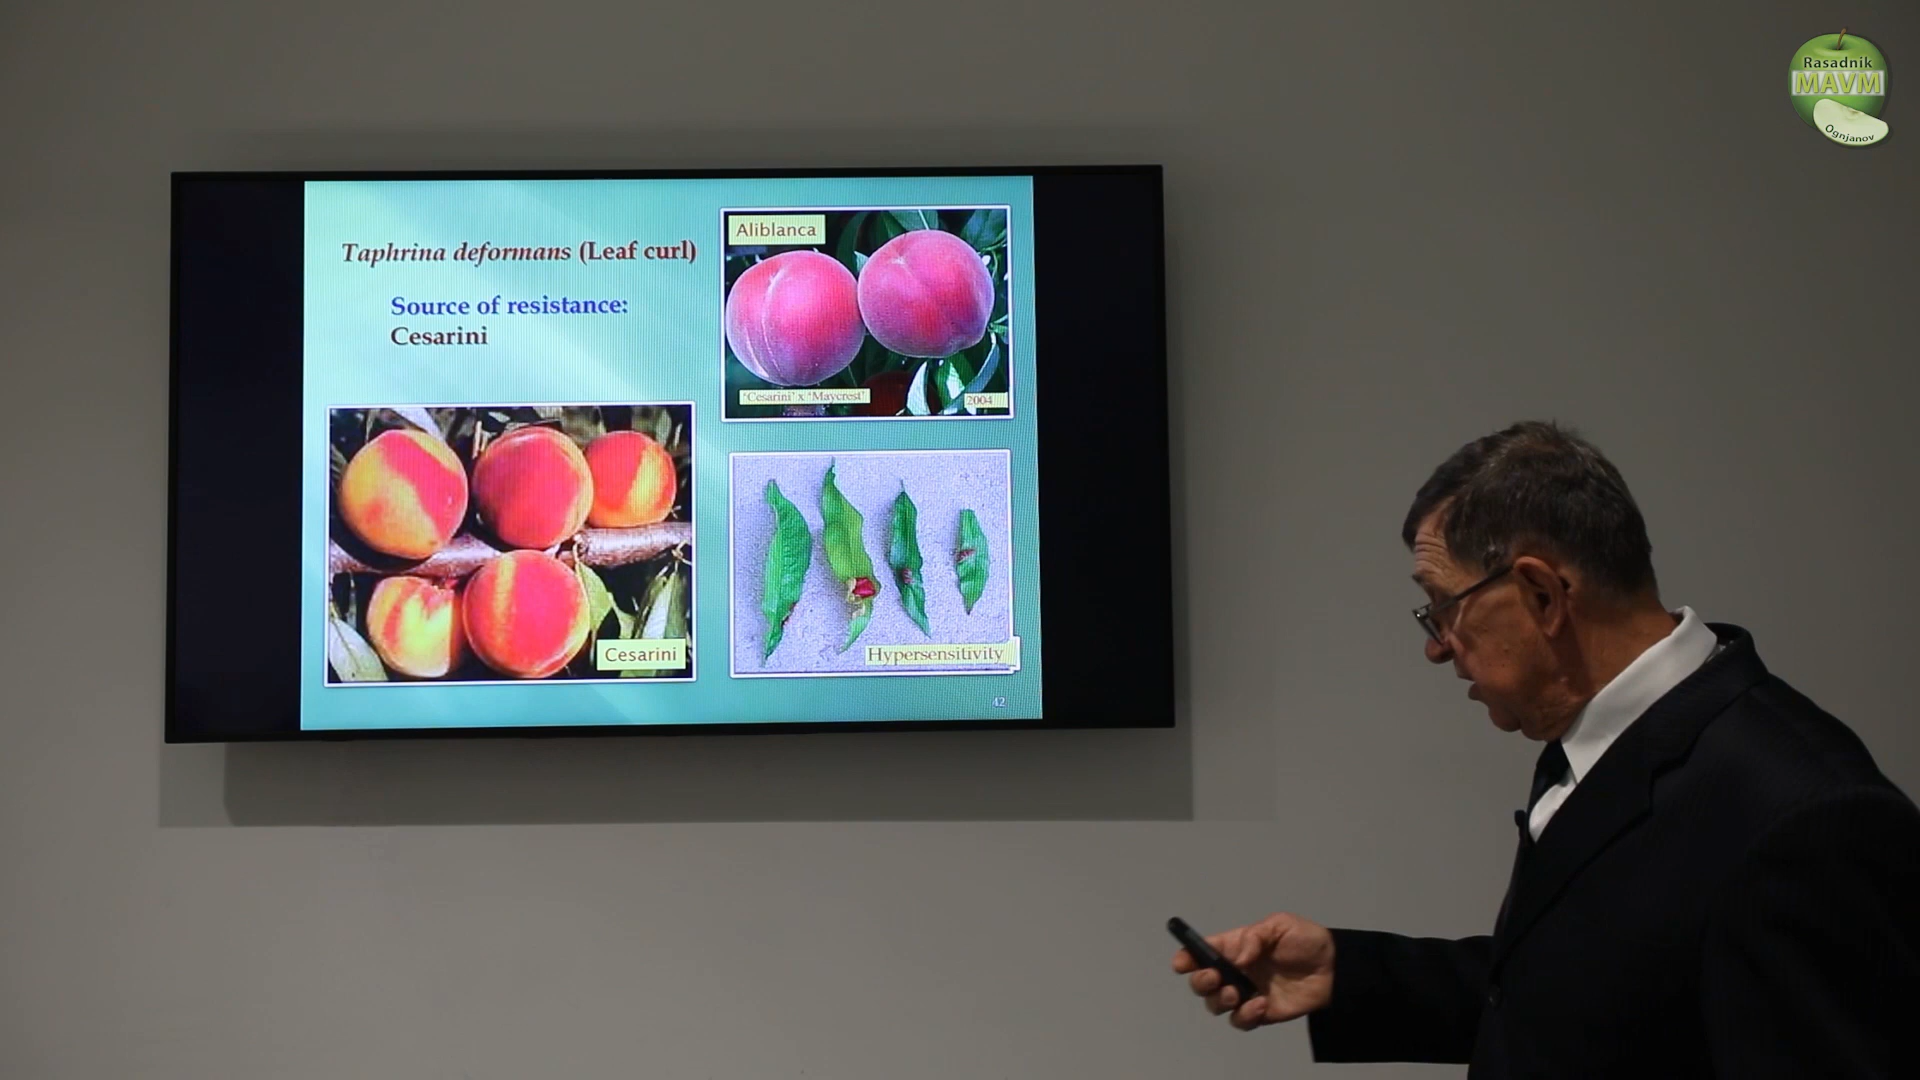 Rasadnik
MAVM
Ognjanov
Taphrina deformans (Leaf curl)
Source of resistance:
Cesarini
Aliblanca
'Cesarini' x 'Maycrest'
2004
Cesarini
Hypersensitivity
42